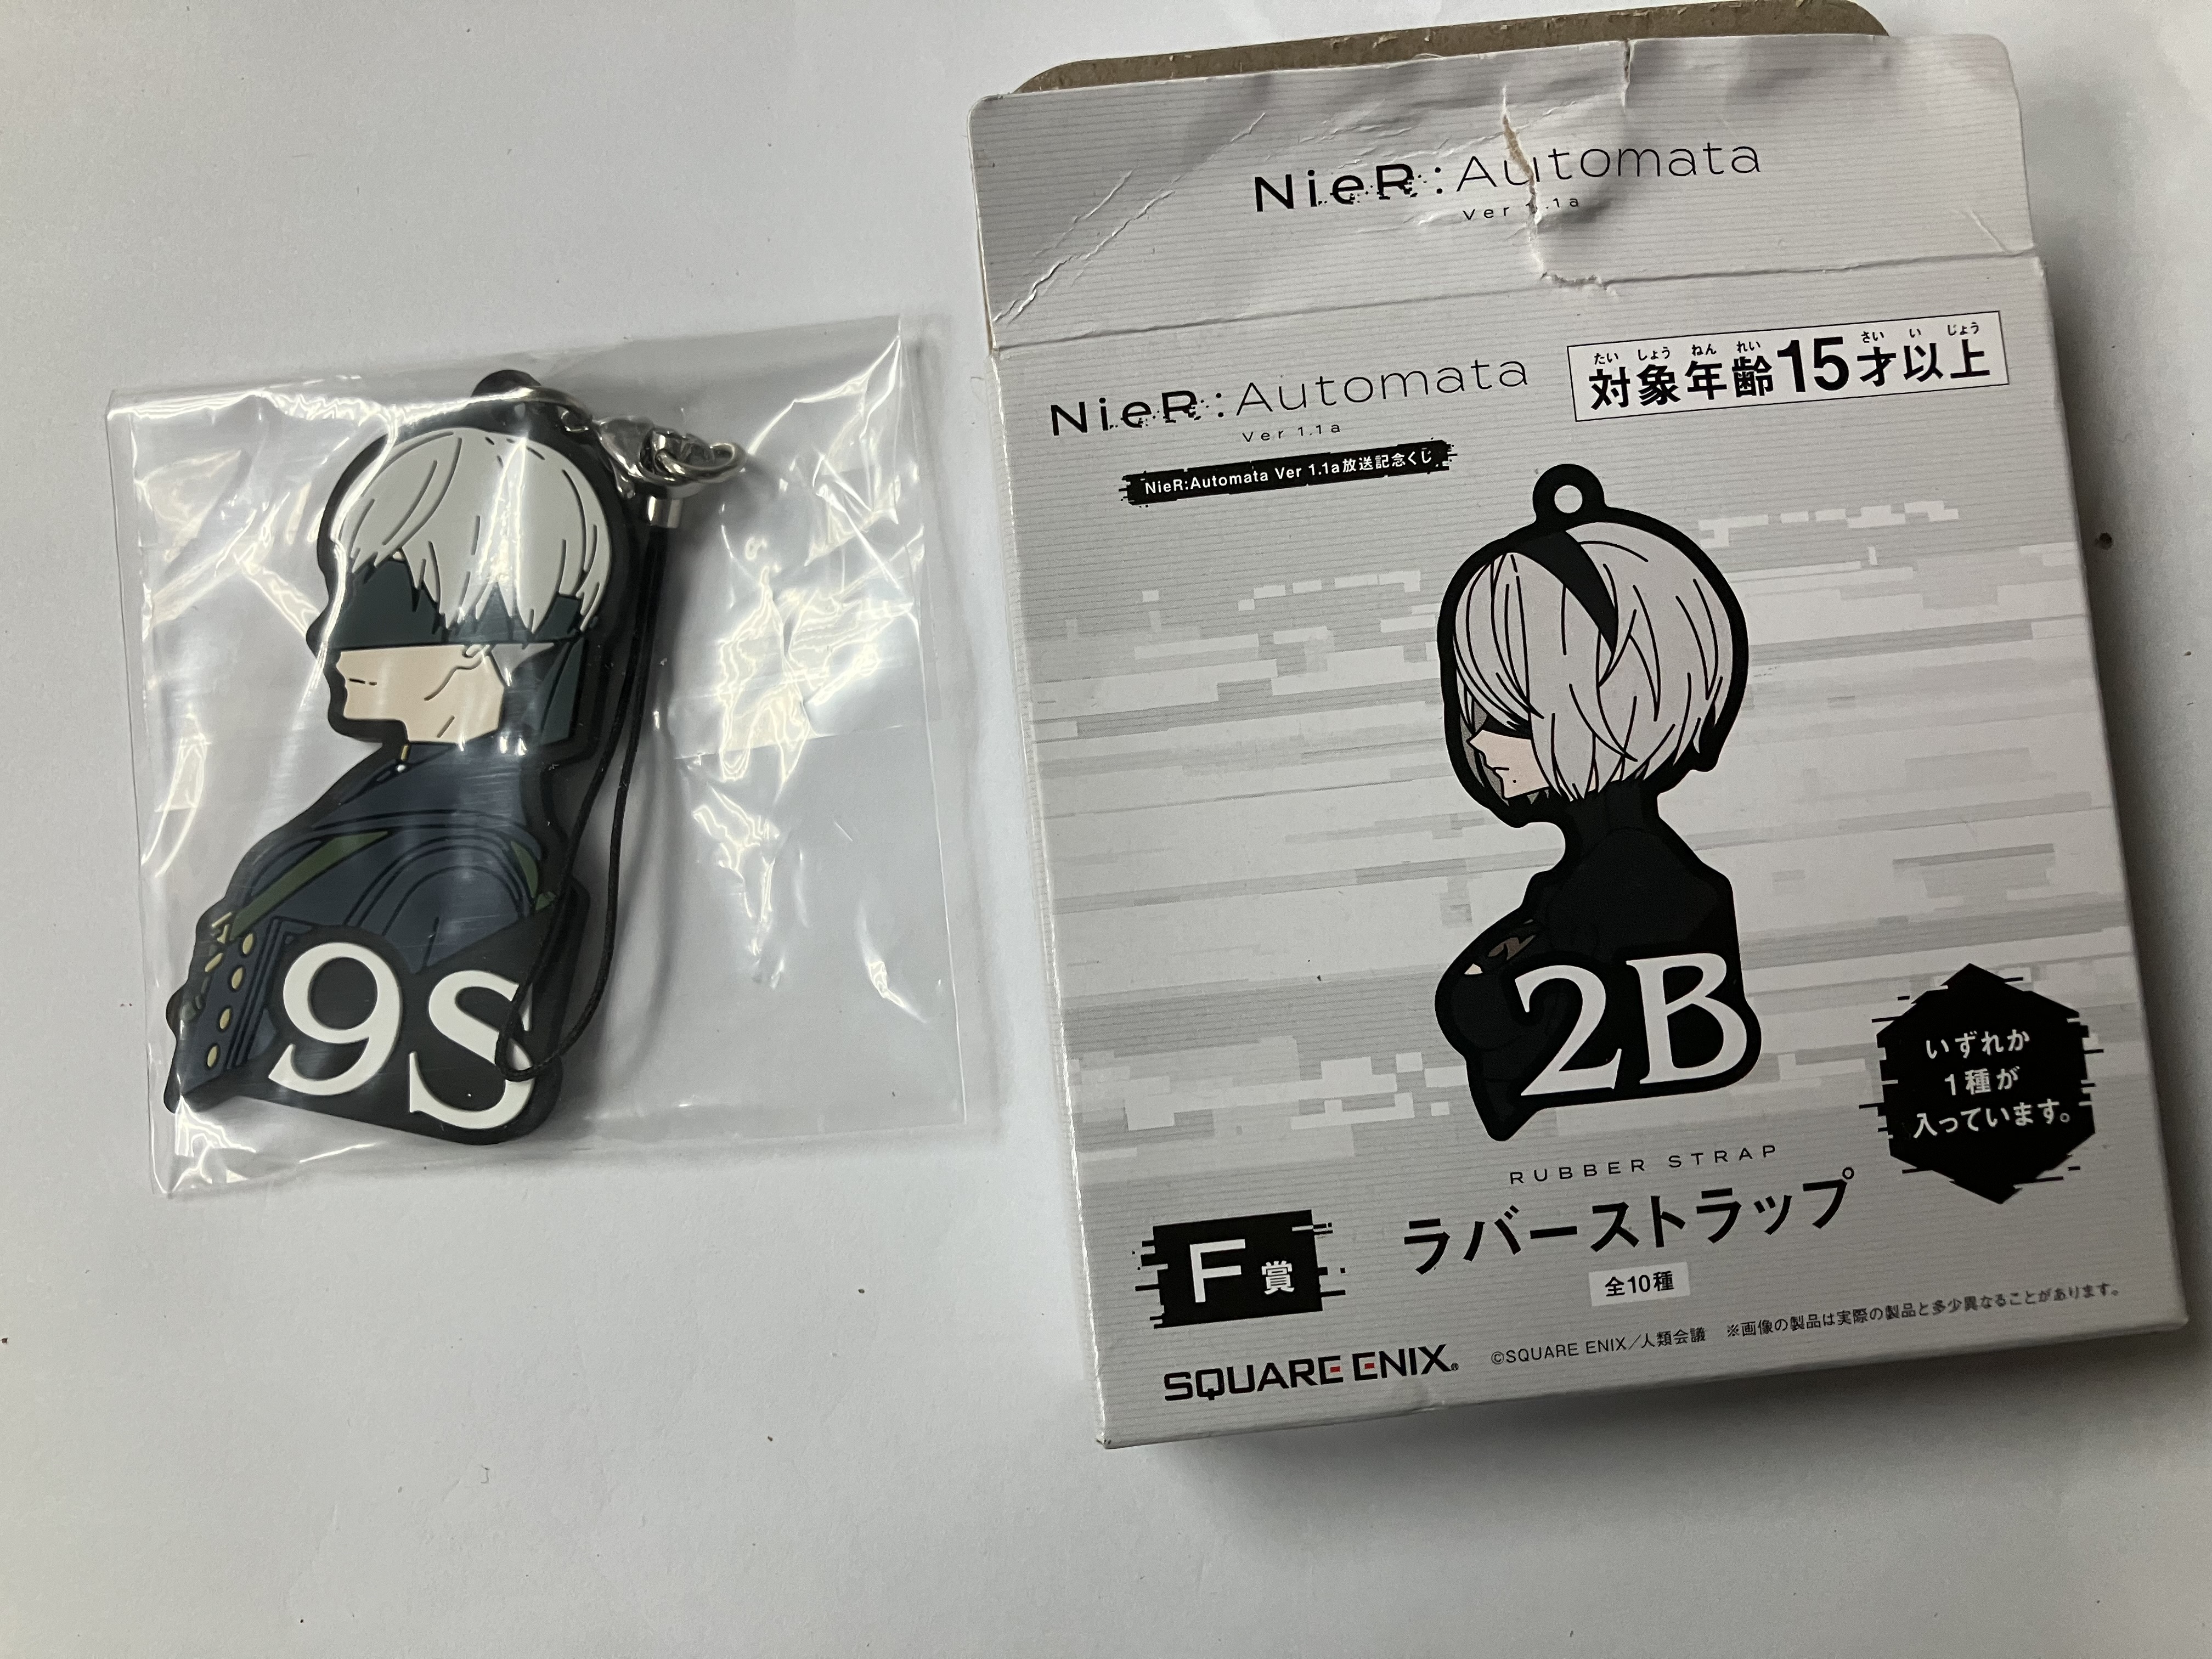 9S
NieR:Automata
Ver 1.1a
NieR:Automata
Ver 1.1a
NieR:Automata Ver 1.1a放送記念くじ
たいしょうねんれい さいいじょう
対象年齢15才以上
2B
いずれか
1種が
入っています。
RUBBER STRAP
ラバーストラップ
F賞
全10種
SQUARE ENIX®
©SQUARE ENIX/人類会議 ※画像の製品は実際の製品と多少異なることがあります。